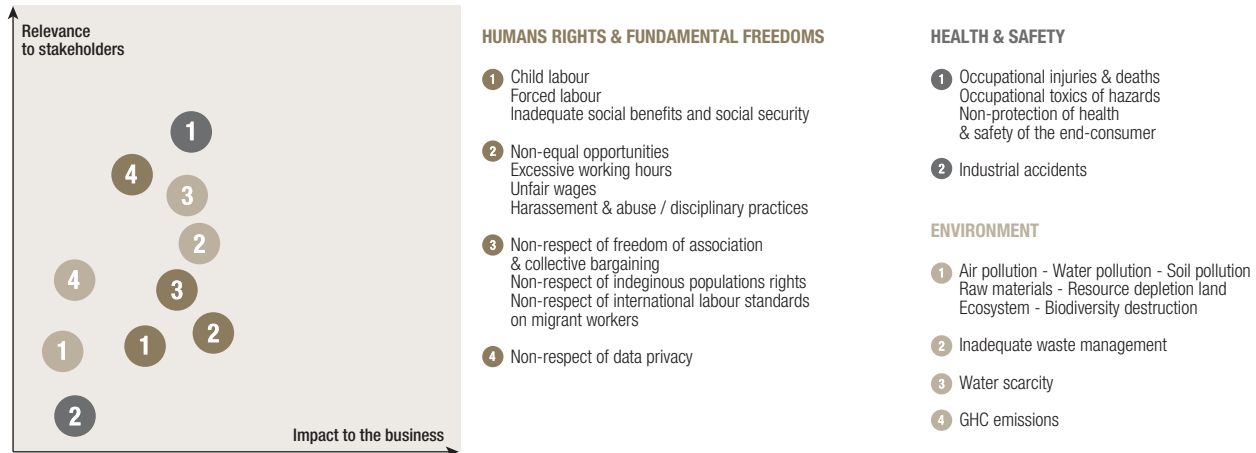 Relevance
to stakeholders
1
4
3
2
4
3
2
1
1
2
Impact to the business
HUMANS RIGHTS & FUNDAMENTAL FREEDOMS
1 Child labour
Forced labour
Inadequate social benefits and social security
2 Non-equal opportunities
Excessive working hours
Unfair wages
Harassement & abuse / disciplinary practices
3 Non-respect of freedom of association
& collective bargaining
Non-respect of indeginous populations rights
Non-respect of international labour standards
on migrant workers
4 Non-respect of data privacy
HEALTH & SAFETY
1 Occupational injuries & deaths
Occupational toxics of hazards
Non-protection of health
& safety of the end-consumer
2 Industrial accidents
ENVIRONMENT
1 Air pollution - Water pollution - Soil pollution
Raw materials - Resource depletion land
Ecosystem - Biodiversity destruction
2 Inadequate waste management
3 Water scarcity
4 GHC emissions